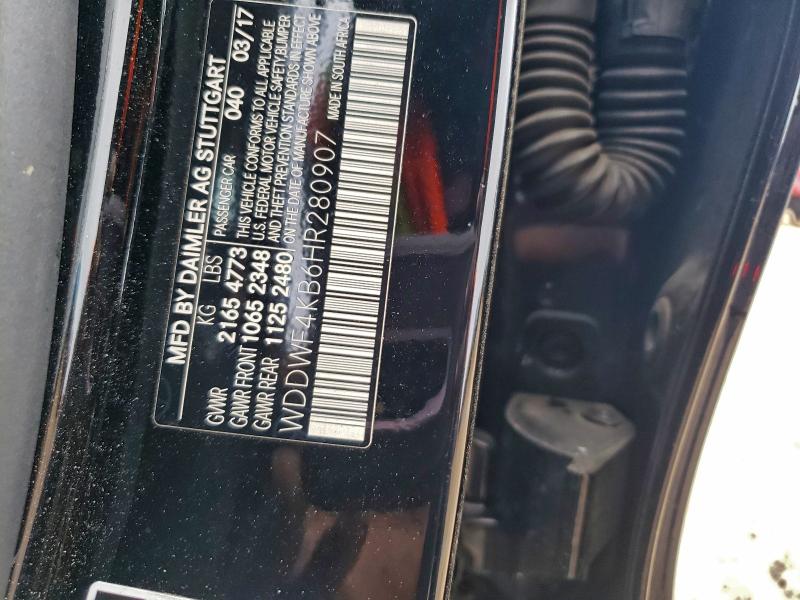 MFD BY DAIMLER AG STUTTGART
KG LBS PASSENGER CAR 040 03/17
GVWR 2165 4773 THIS VEHICLE CONFORMS TO ALL APPLICABLE
GAWR FRONT 1065 2348 U.S. FEDERAL MOTOR VEHICLE SAFETY,BUMPER
GAWR REAR 1125 2480 AND THEFT PREVENTION STANDARDS IN EFFECT
ON THE DATE OF MANUFACTURE SHOWN ABOVE
WDDWF4KB6HR280907 MADE IN SOUTH AFRICA